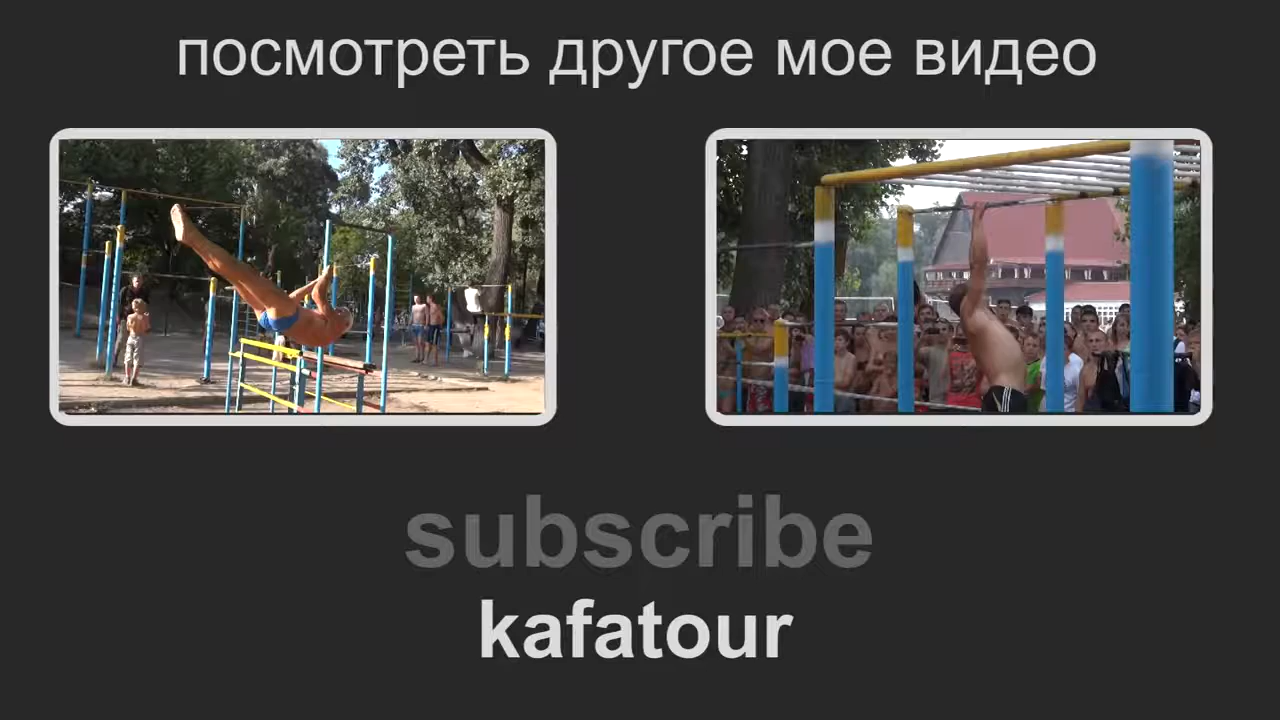 посмотреть другое мое видео
subscribe
kafatour